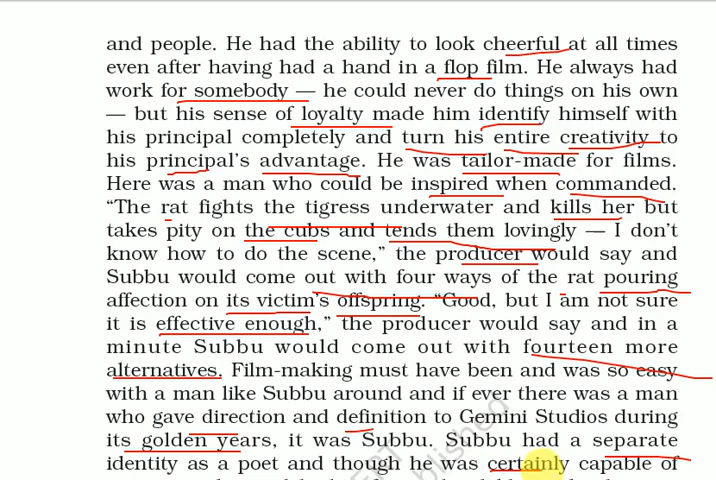 and people. He had the ability to look cheerful at all times
even after having had a hand in a flop film. He always had
work for somebody — he could never do things on his own
— but his sense of loyalty made him identify himself with
his principal completely and turn his entire creativity to
his principal's advantage. He was tailor-made for films.
Here was a man who could be inspired when commanded.
“The rat fights the tigress underwater and kills her but
takes pity on the cubs and tends them lovingly — I don't
know how to do the scene,” the producer would say and
Subbu would come out with four ways of the rat pouring
affection on its victim's offspring. “Good, but I am not sure
it is effective enough,” the producer would say and in a
minute Subbu would come out with fourteen more
alternatives. Film-making must have been and was so easy
with a man like Subbu around and if ever there was a man
who gave direction and definition to Gemini Studios during
its golden years, it was Subbu. Subbu had a separate
identity as a poet and though he was certainly capable of